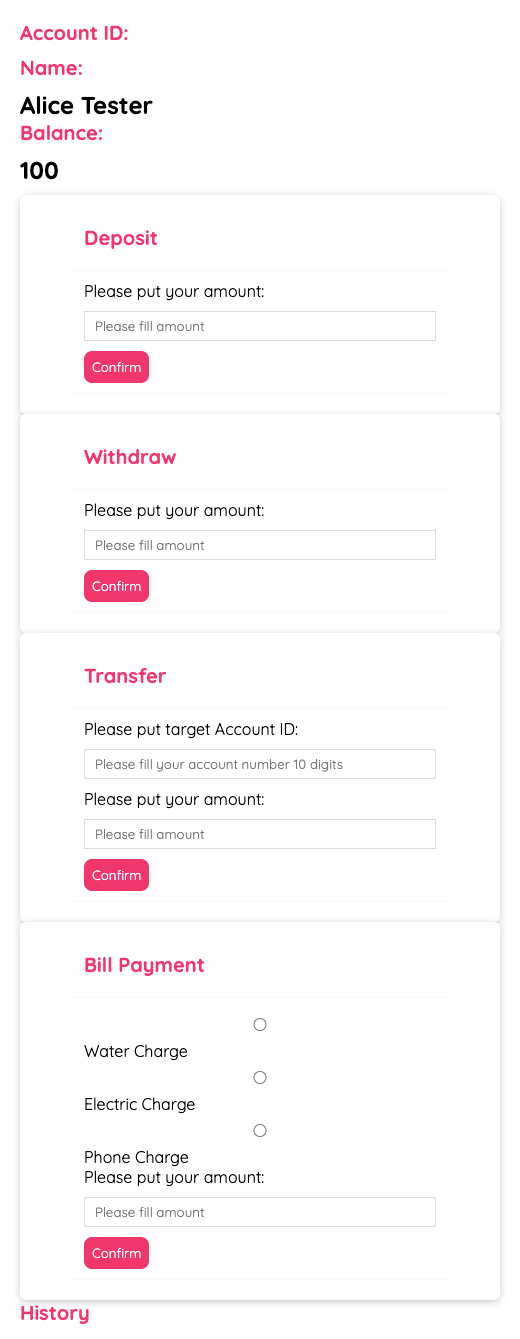 Account ID:
Name:
Alice Tester
Balance:
100
Deposit
Please put your amount:
Please fill amount
Confirm
Withdraw
Please put your amount:
Please fill amount
Confirm
Transfer
Please put target Account ID:
Please fill your account number 10 digits
Please put your amount:
Please fill amount
Confirm
Bill Payment
Water Charge
Electric Charge
Phone Charge
Please put your amount:
Please fill amount
Confirm
History